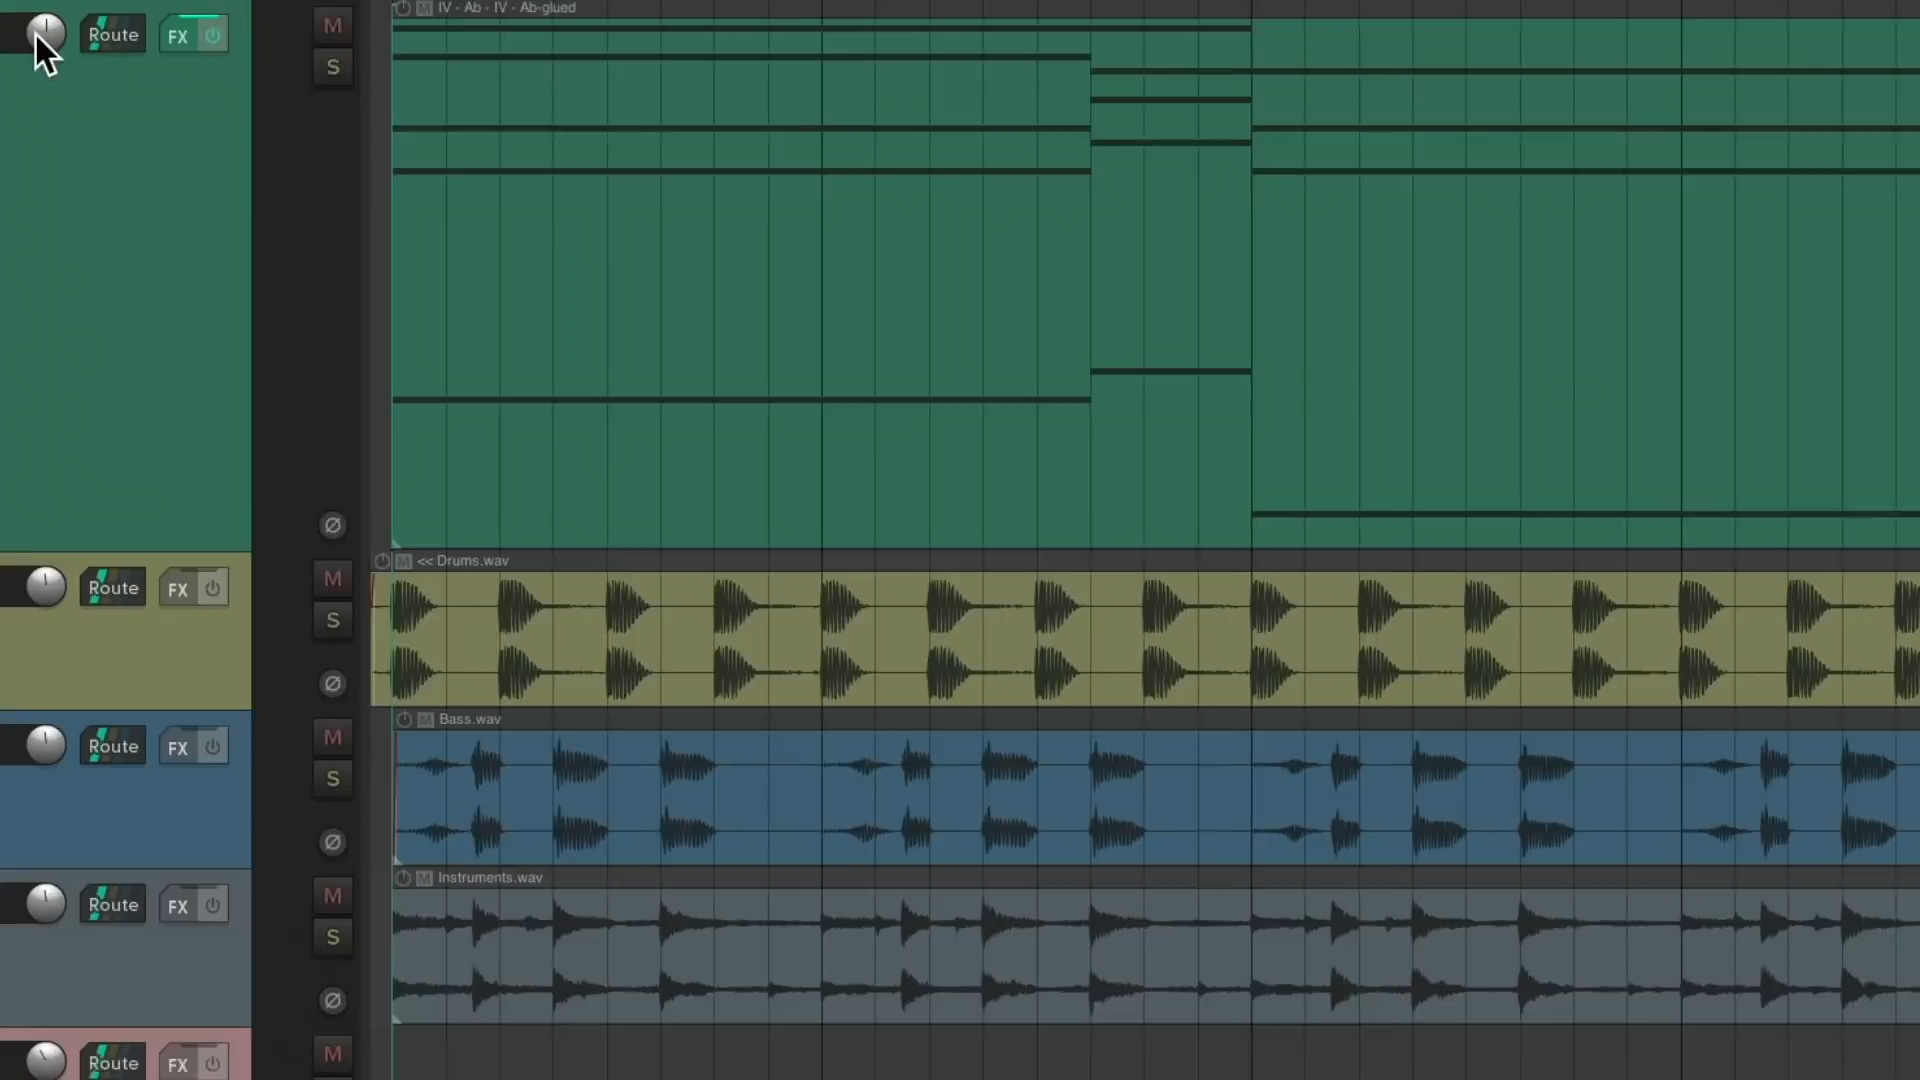 M IV - Ab - IV - Ab-glued
Route FX M
S
Ø
M << Drums.wav
Route FX M
S
Ø
M Bass.wav
Route FX M
S
Ø
M Instruments.wav
Route FX M
S
Ø
Route FX M